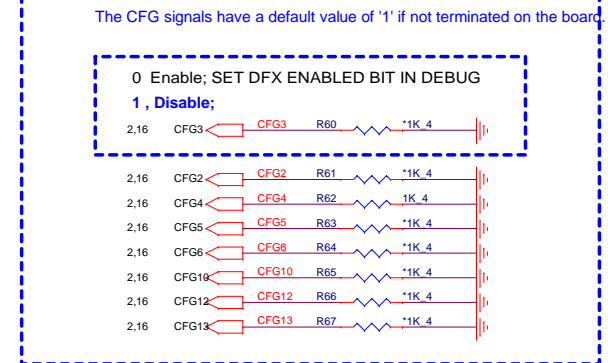 The CFG signals have a default value of '1' if not terminated on the board.
0 Enable; SET DFX ENABLED BIT IN DEBUG
1 , Disable;
2,16 CFG3 CFG3 R60 *1K_4
2,16 CFG2 CFG2 R61 *1K_4
2,16 CFG4 CFG4 R62 1K_4
2,16 CFG5 CFG5 R63 *1K_4
2,16 CFG6 CFG6 R64 *1K_4
2,16 CFG10 CFG10 R65 *1K_4
2,16 CFG12 CFG12 R66 *1K_4
2,16 CFG13 CFG13 R67 *1K_4